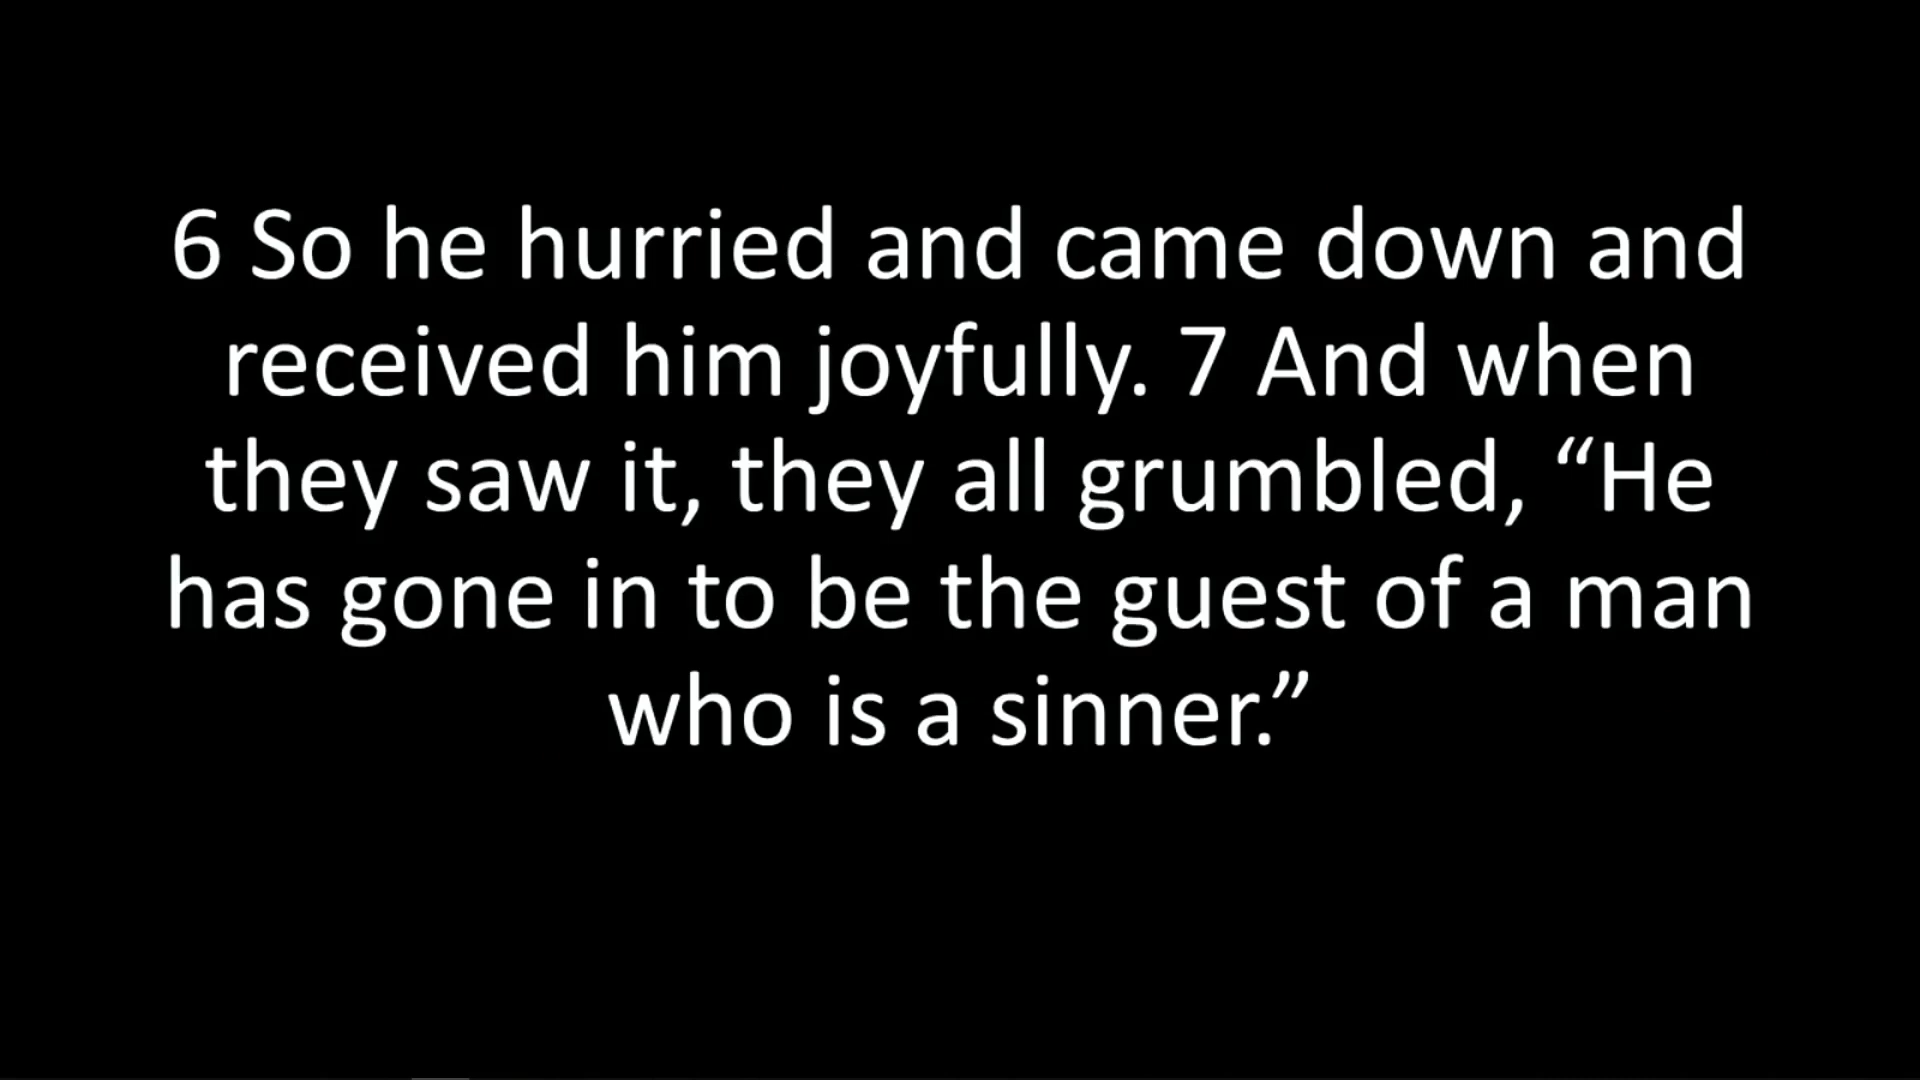 6 So he hurried and came down and
received him joyfully. 7 And when
they saw it, they all grumbled, “He
has gone in to be the guest of a man
who is a sinner.”